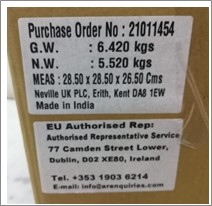 Purchase Order No : 21011454
G.W. : 6.420 kgs
N.W. : 5.520 kgs
MEAS : 28.50 x 28.50 x 26.50 Cms
Neville UK PLC, Erith, Kent DA8 1EW
Made in India
EU Authorised Rep:
Authorised Representative Service
77 Camden Street Lower,
Dublin, D02 XE80, Ireland
Tel. +353 1903 6214
E-mail: info@arenquiries.com